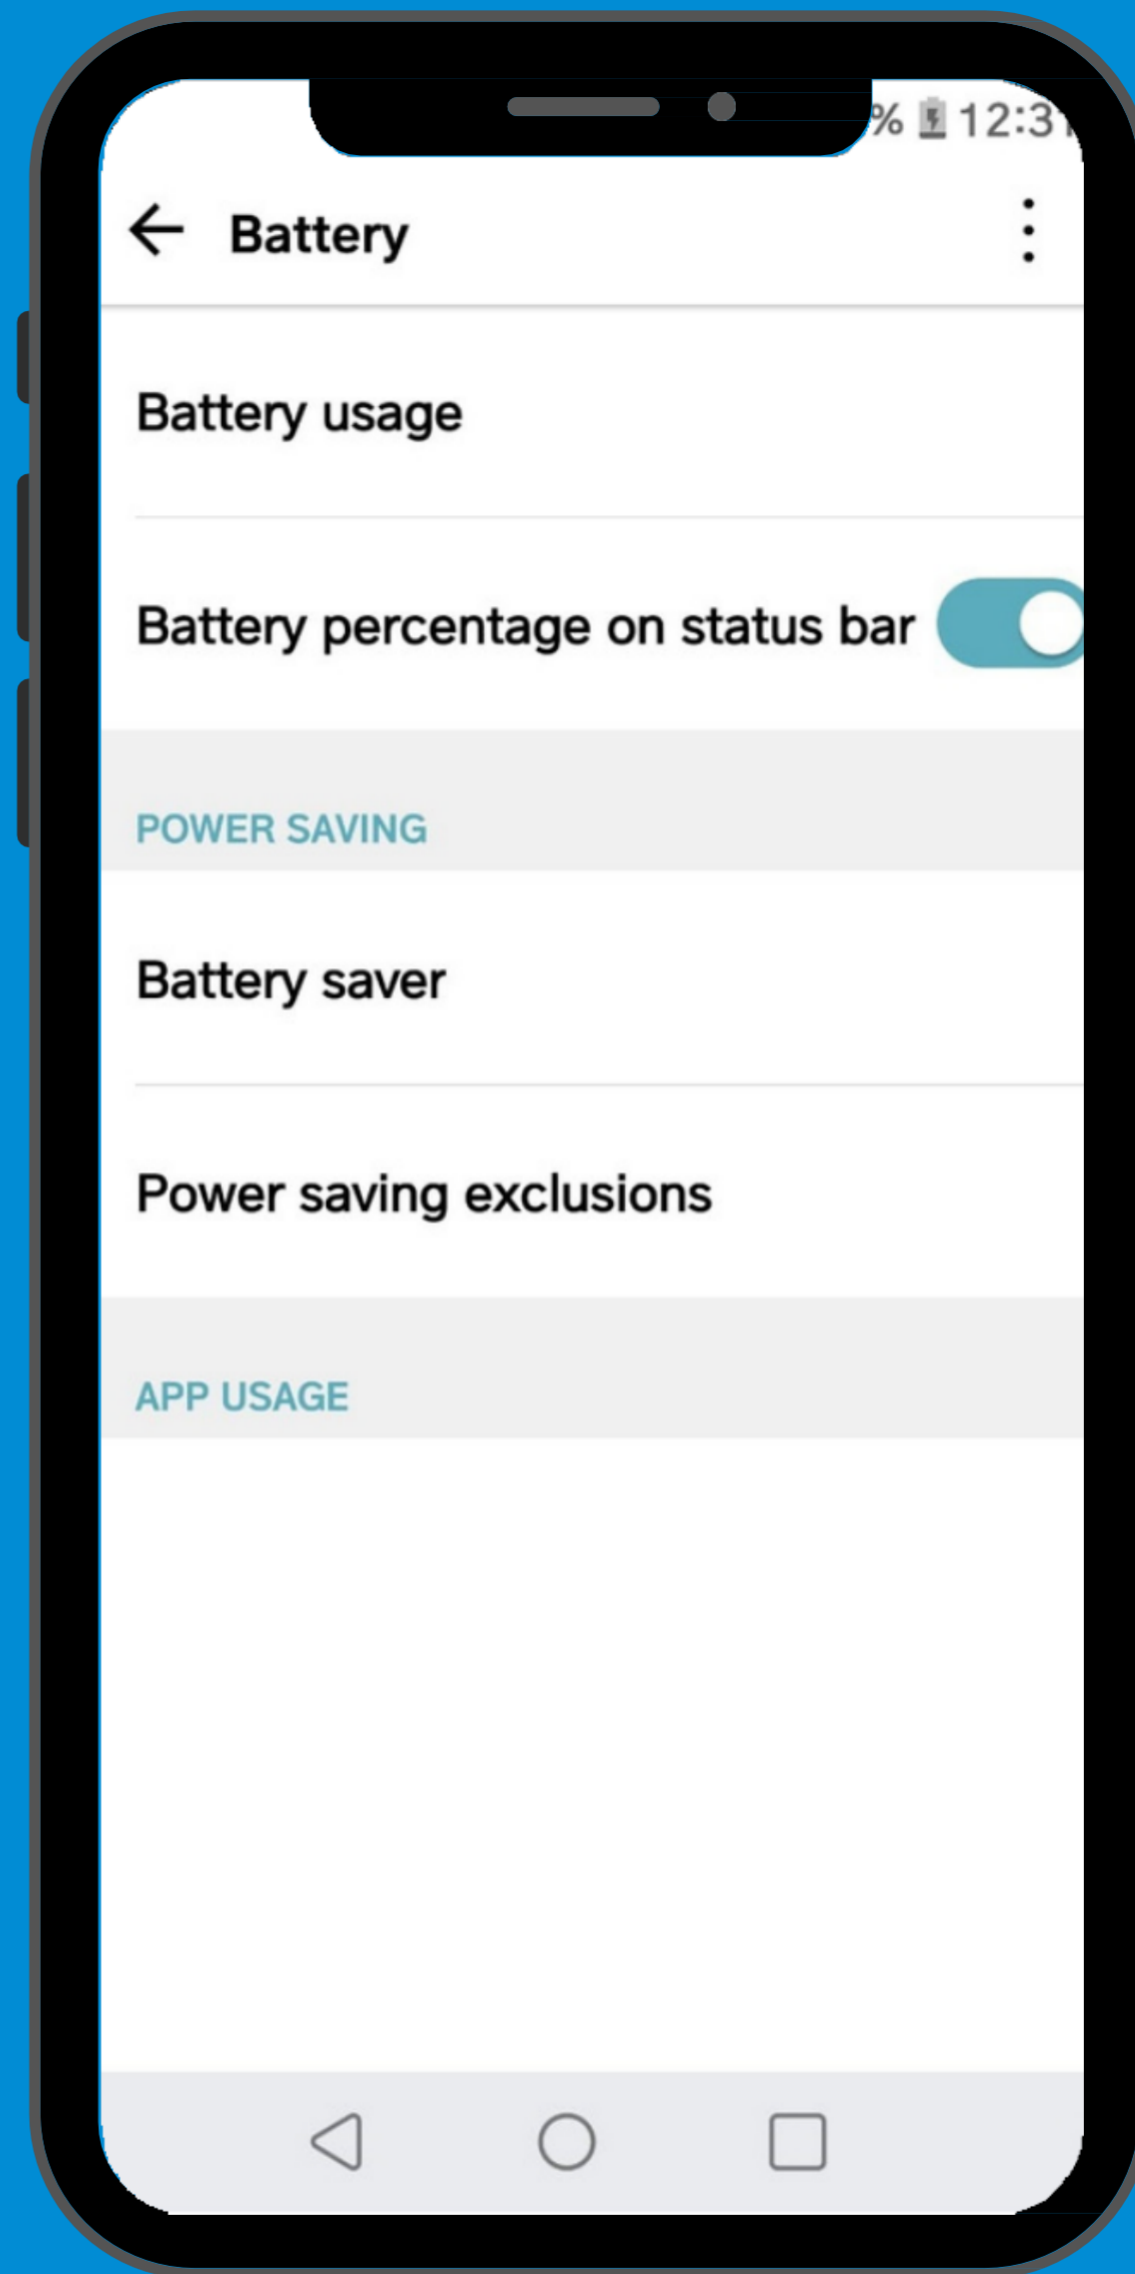 %
Battery
Battery usage
Battery percentage on status bar
POWER SAVING
Battery saver
Power saving exclusions
APP USAGE